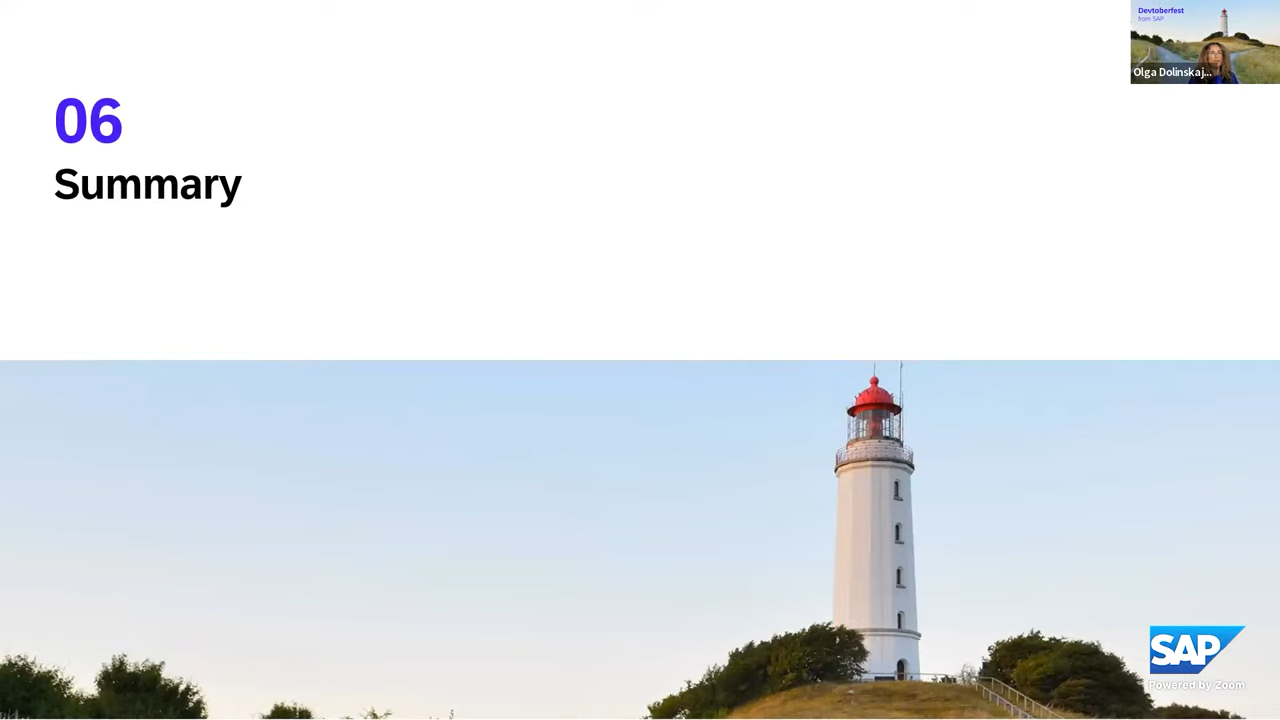 Devtoberfest
from SAP
Olga Dolinskaj...
06
Summary
SAP
Powered by Zoom